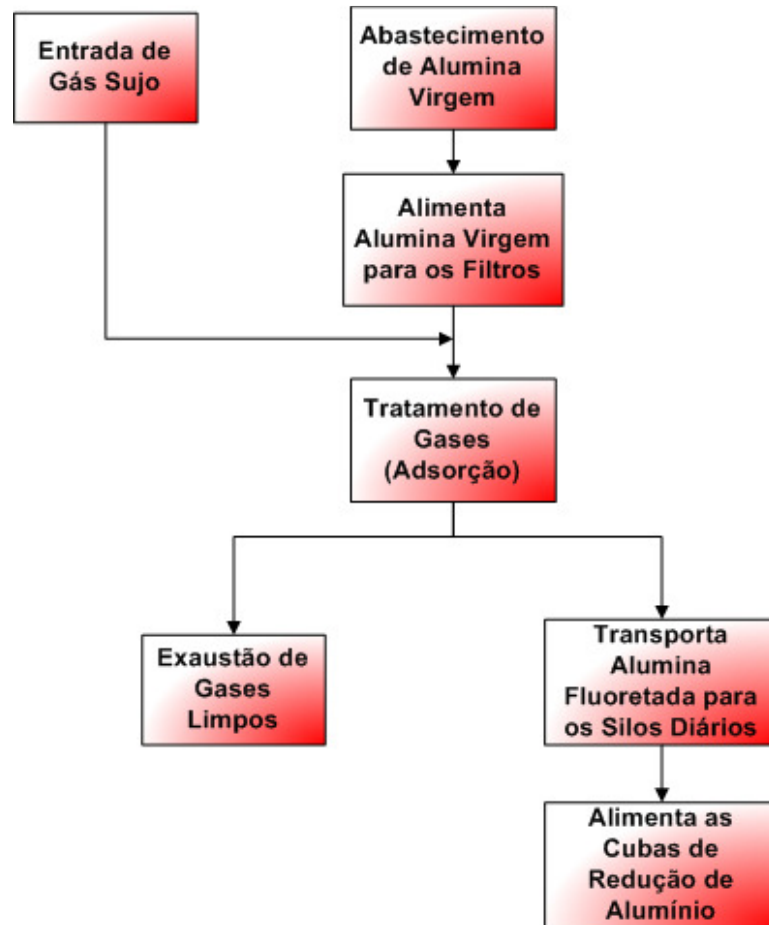 Entrada de
Gás Sujo
Abastecimento
de Alumina
Virgem
Alimenta
Alumina Virgem
para os Filtros
Tratamento de
Gases
(Adsorção)
Exaustão de
Gases
Limpos
Transporta
Alumina
Fluoretada para
os Silos Diários
Alimenta as
Cubas de
Redução de
Alumínio